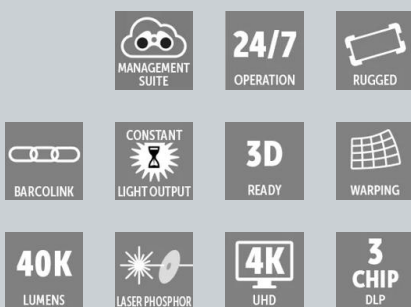 MANAGEMENT
SUITE
24/7
OPERATION
RUGGED
BARCOLINK
CONSTANT
LIGHT OUTPUT
3D
READY
WARPING
40K
LUMENS
LASER PHOSPHOR
4K
UHD
3
CHIP
DLP